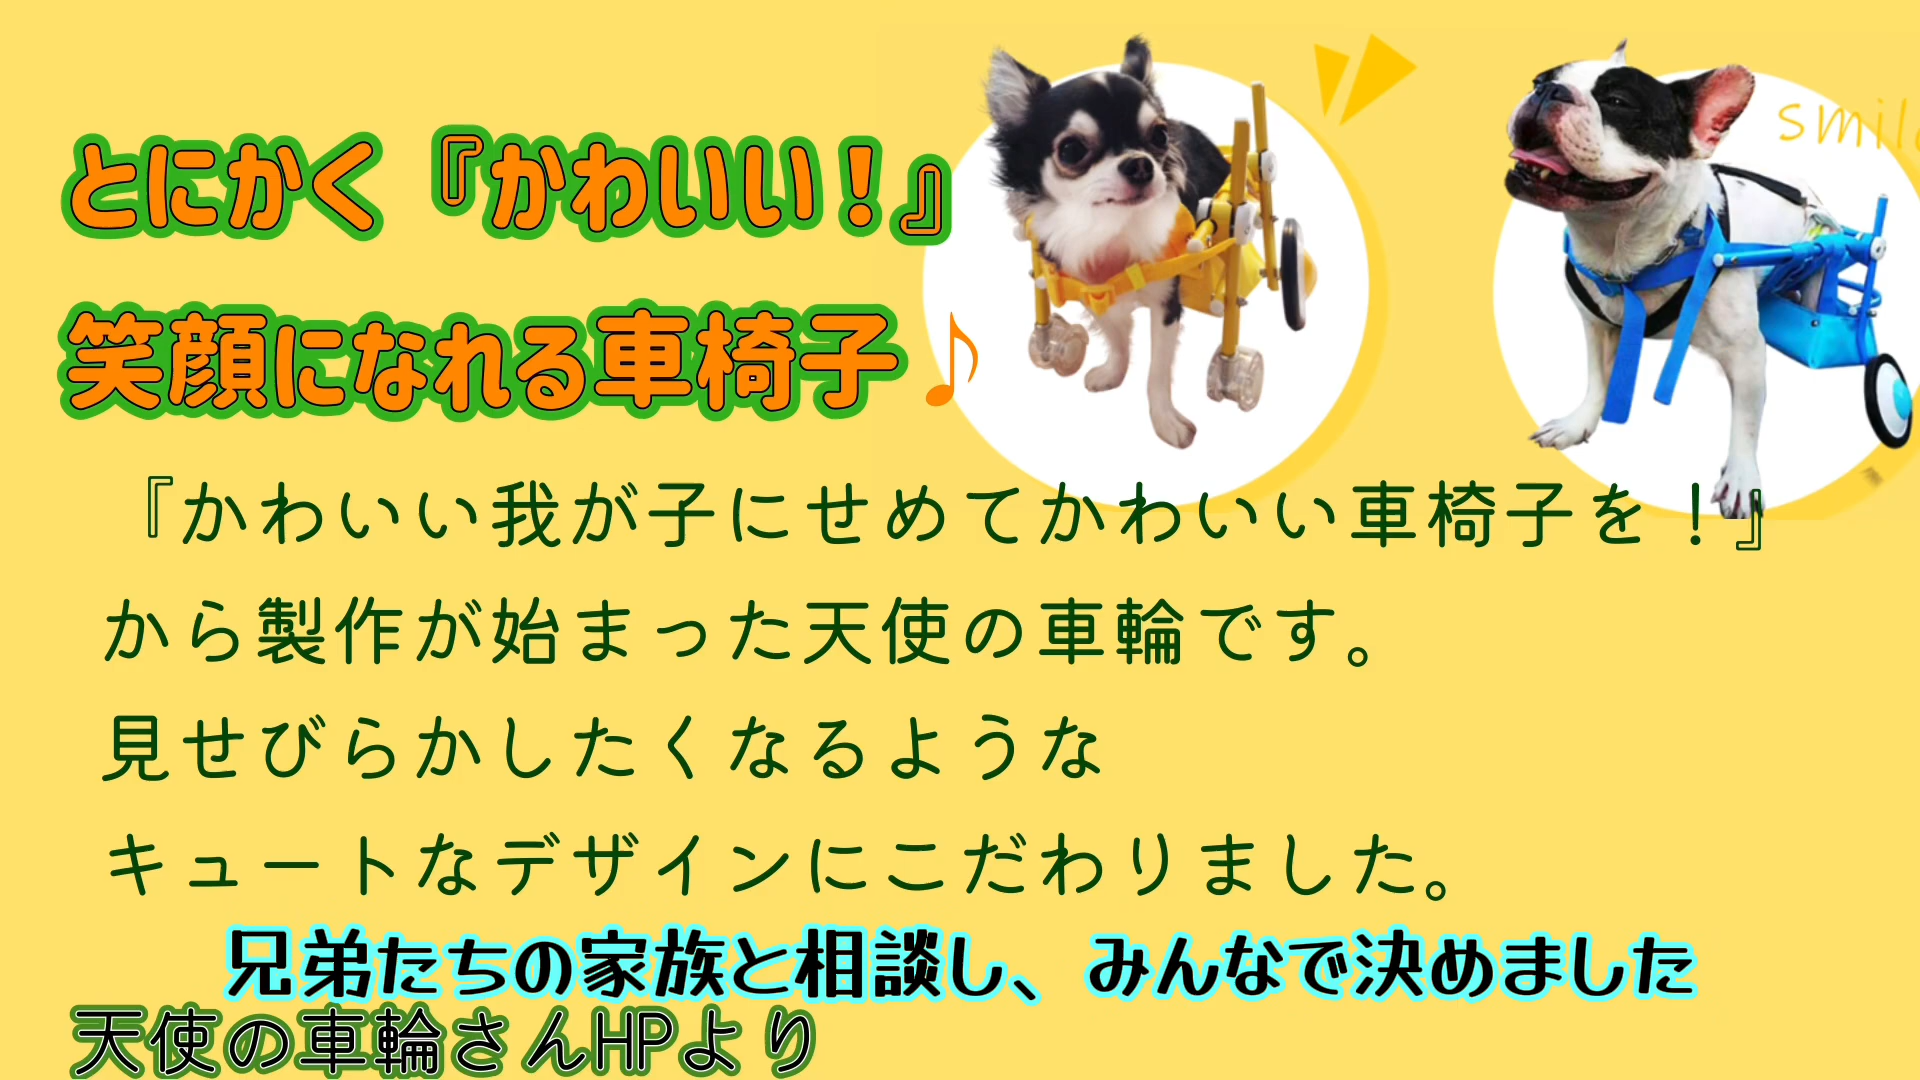 とにかく『かわいい！』
笑顔になれる車椅子♪
smile
『かわいい我が子にせめてかわいい車椅子を！』
から製作が始まった天使の車輪です。
見せびらかしたくなるような
キュートなデザインにこだわりました。
兄弟たちの家族と相談し、みんなで決めました
天使の車輪さんHPより